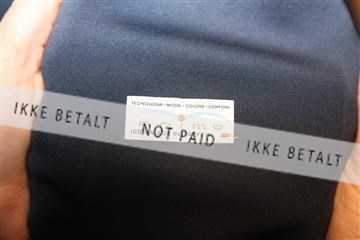 TECNOLOGIA • MODA • COLORE • COMFORT
IKKE BETALT
NOT PAID
IKKE BETALT